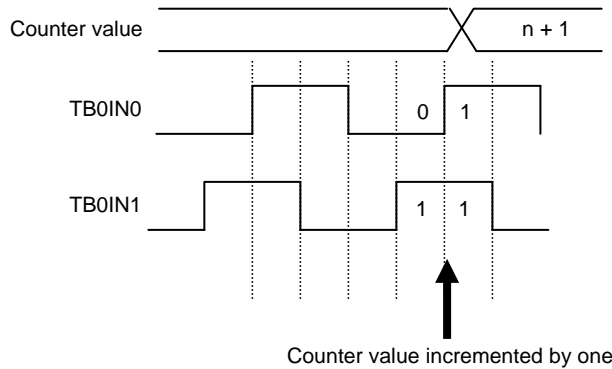 Counter value
n + 1
TB0IN0
0 1
TB0IN1
1 1
Counter value incremented by one